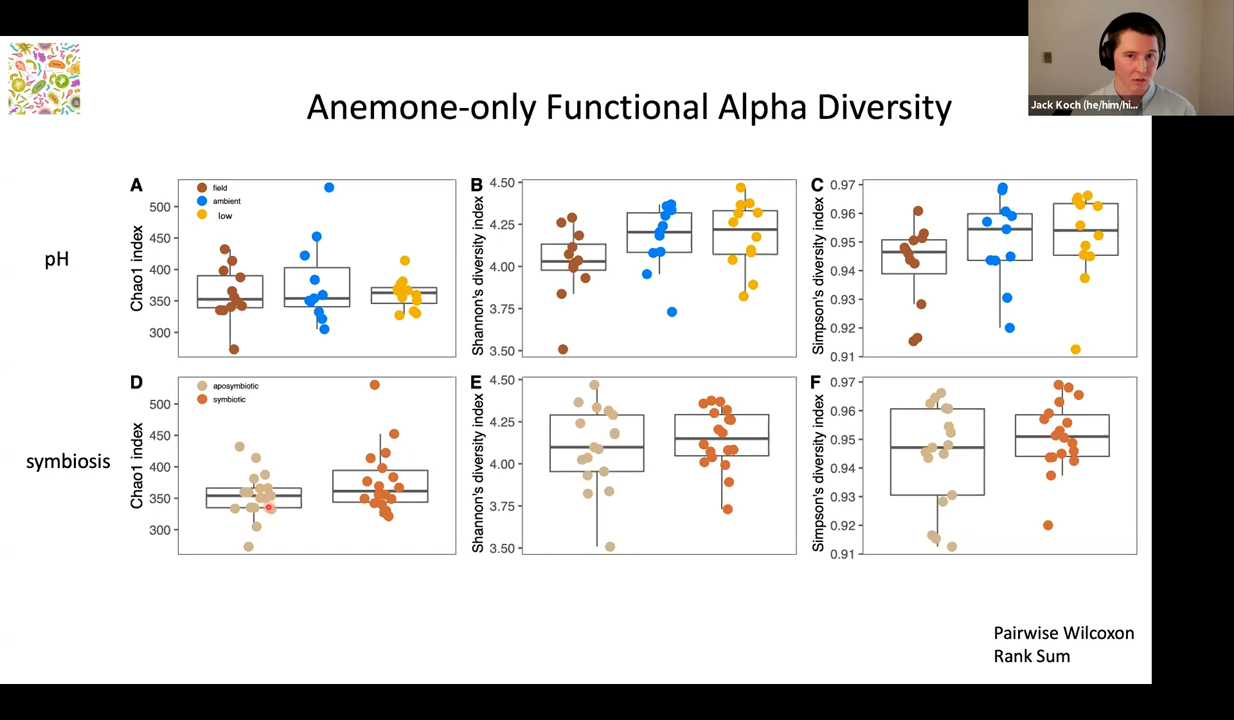 Jack Koch (he/him/hi...
Anemone-only Functional Alpha Diversity
pH
A
field
ambient
low
Chao1 index
500
450
400
350
300
B
Shannon's diversity index
4.50
4.25
4.00
3.75
3.50
C
Simpson's diversity index
0.97
0.96
0.95
0.94
0.93
0.92
0.91
symbiosis
D
aposymbiotic
symbiotic
Chao1 index
500
450
400
350
300
E
Shannon's diversity index
4.50
4.25
4.00
3.75
3.50
F
Simpson's diversity index
0.97
0.96
0.95
0.94
0.93
0.92
0.91
Pairwise Wilcoxon
Rank Sum